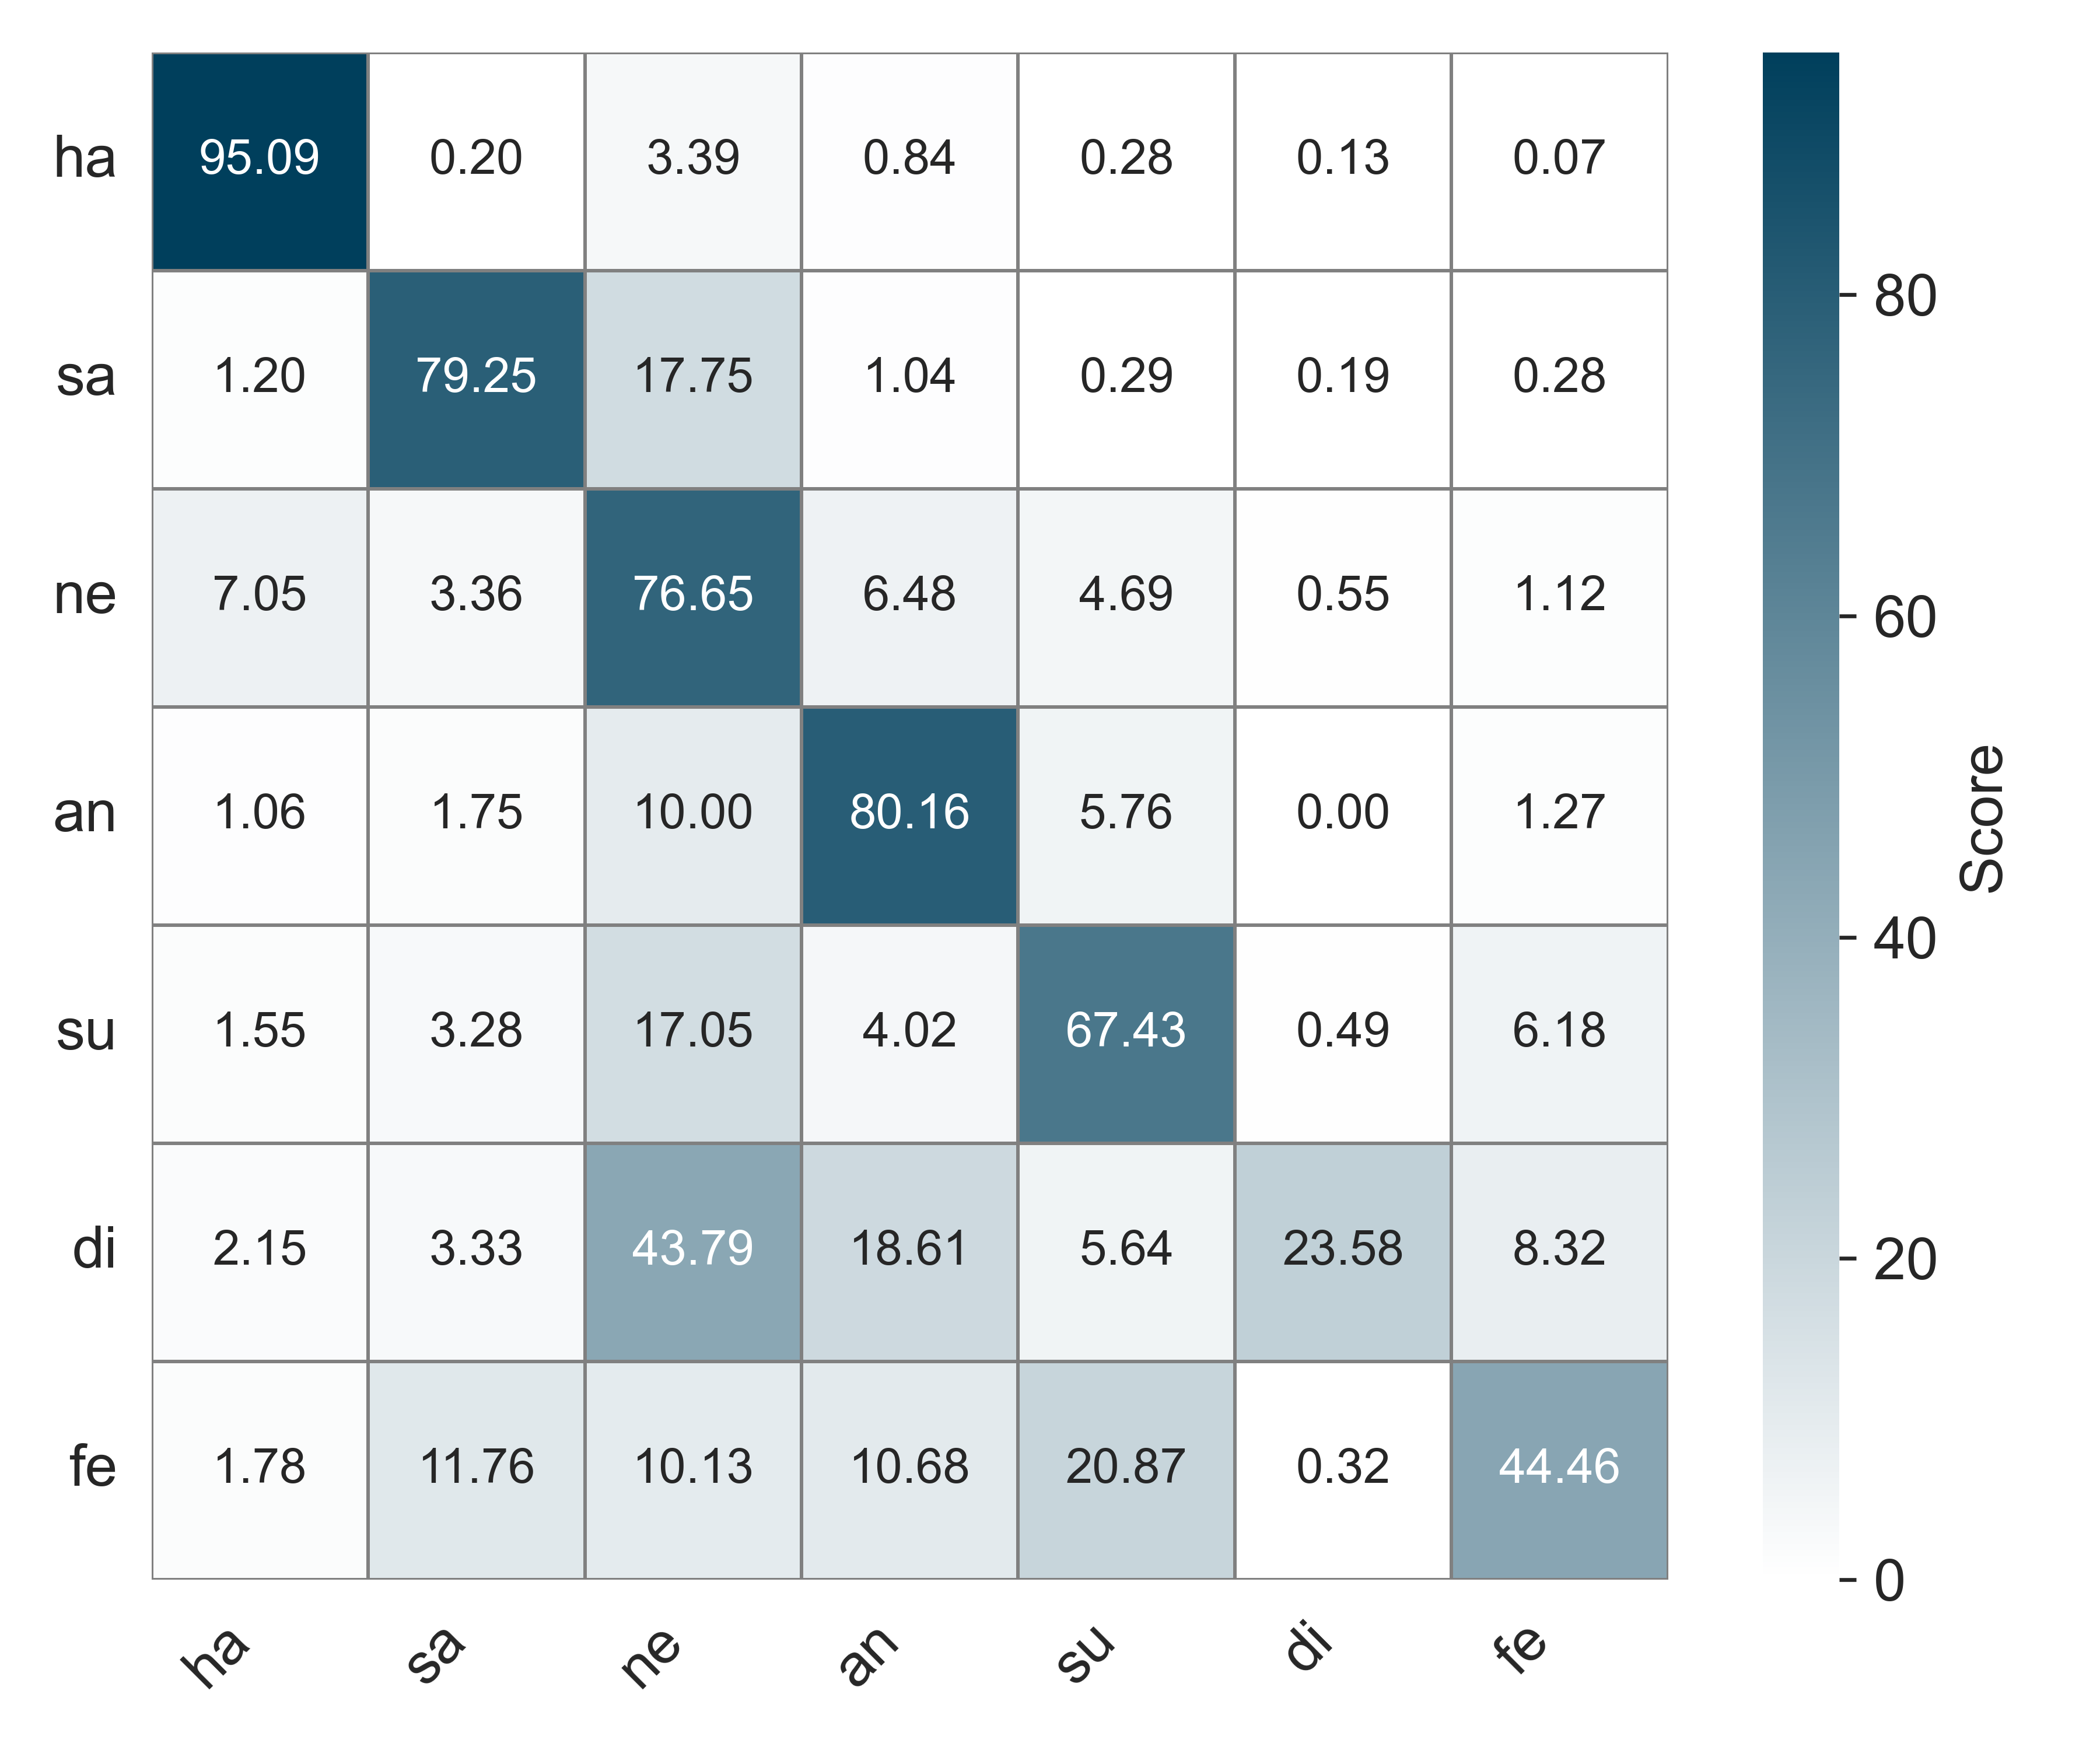 ha 95.09 0.20 3.39 0.84 0.28 0.13 0.07
sa 1.20 79.25 17.75 1.04 0.29 0.19 0.28
ne 7.05 3.36 76.65 6.48 4.69 0.55 1.12
an 1.06 1.75 10.00 80.16 5.76 0.00 1.27
su 1.55 3.28 17.05 4.02 67.43 0.49 6.18
di 2.15 3.33 43.79 18.61 5.64 23.58 8.32
fe 1.78 11.76 10.13 10.68 20.87 0.32 44.46
ha sa ne an su di fe
80
60
40
20
0
Score